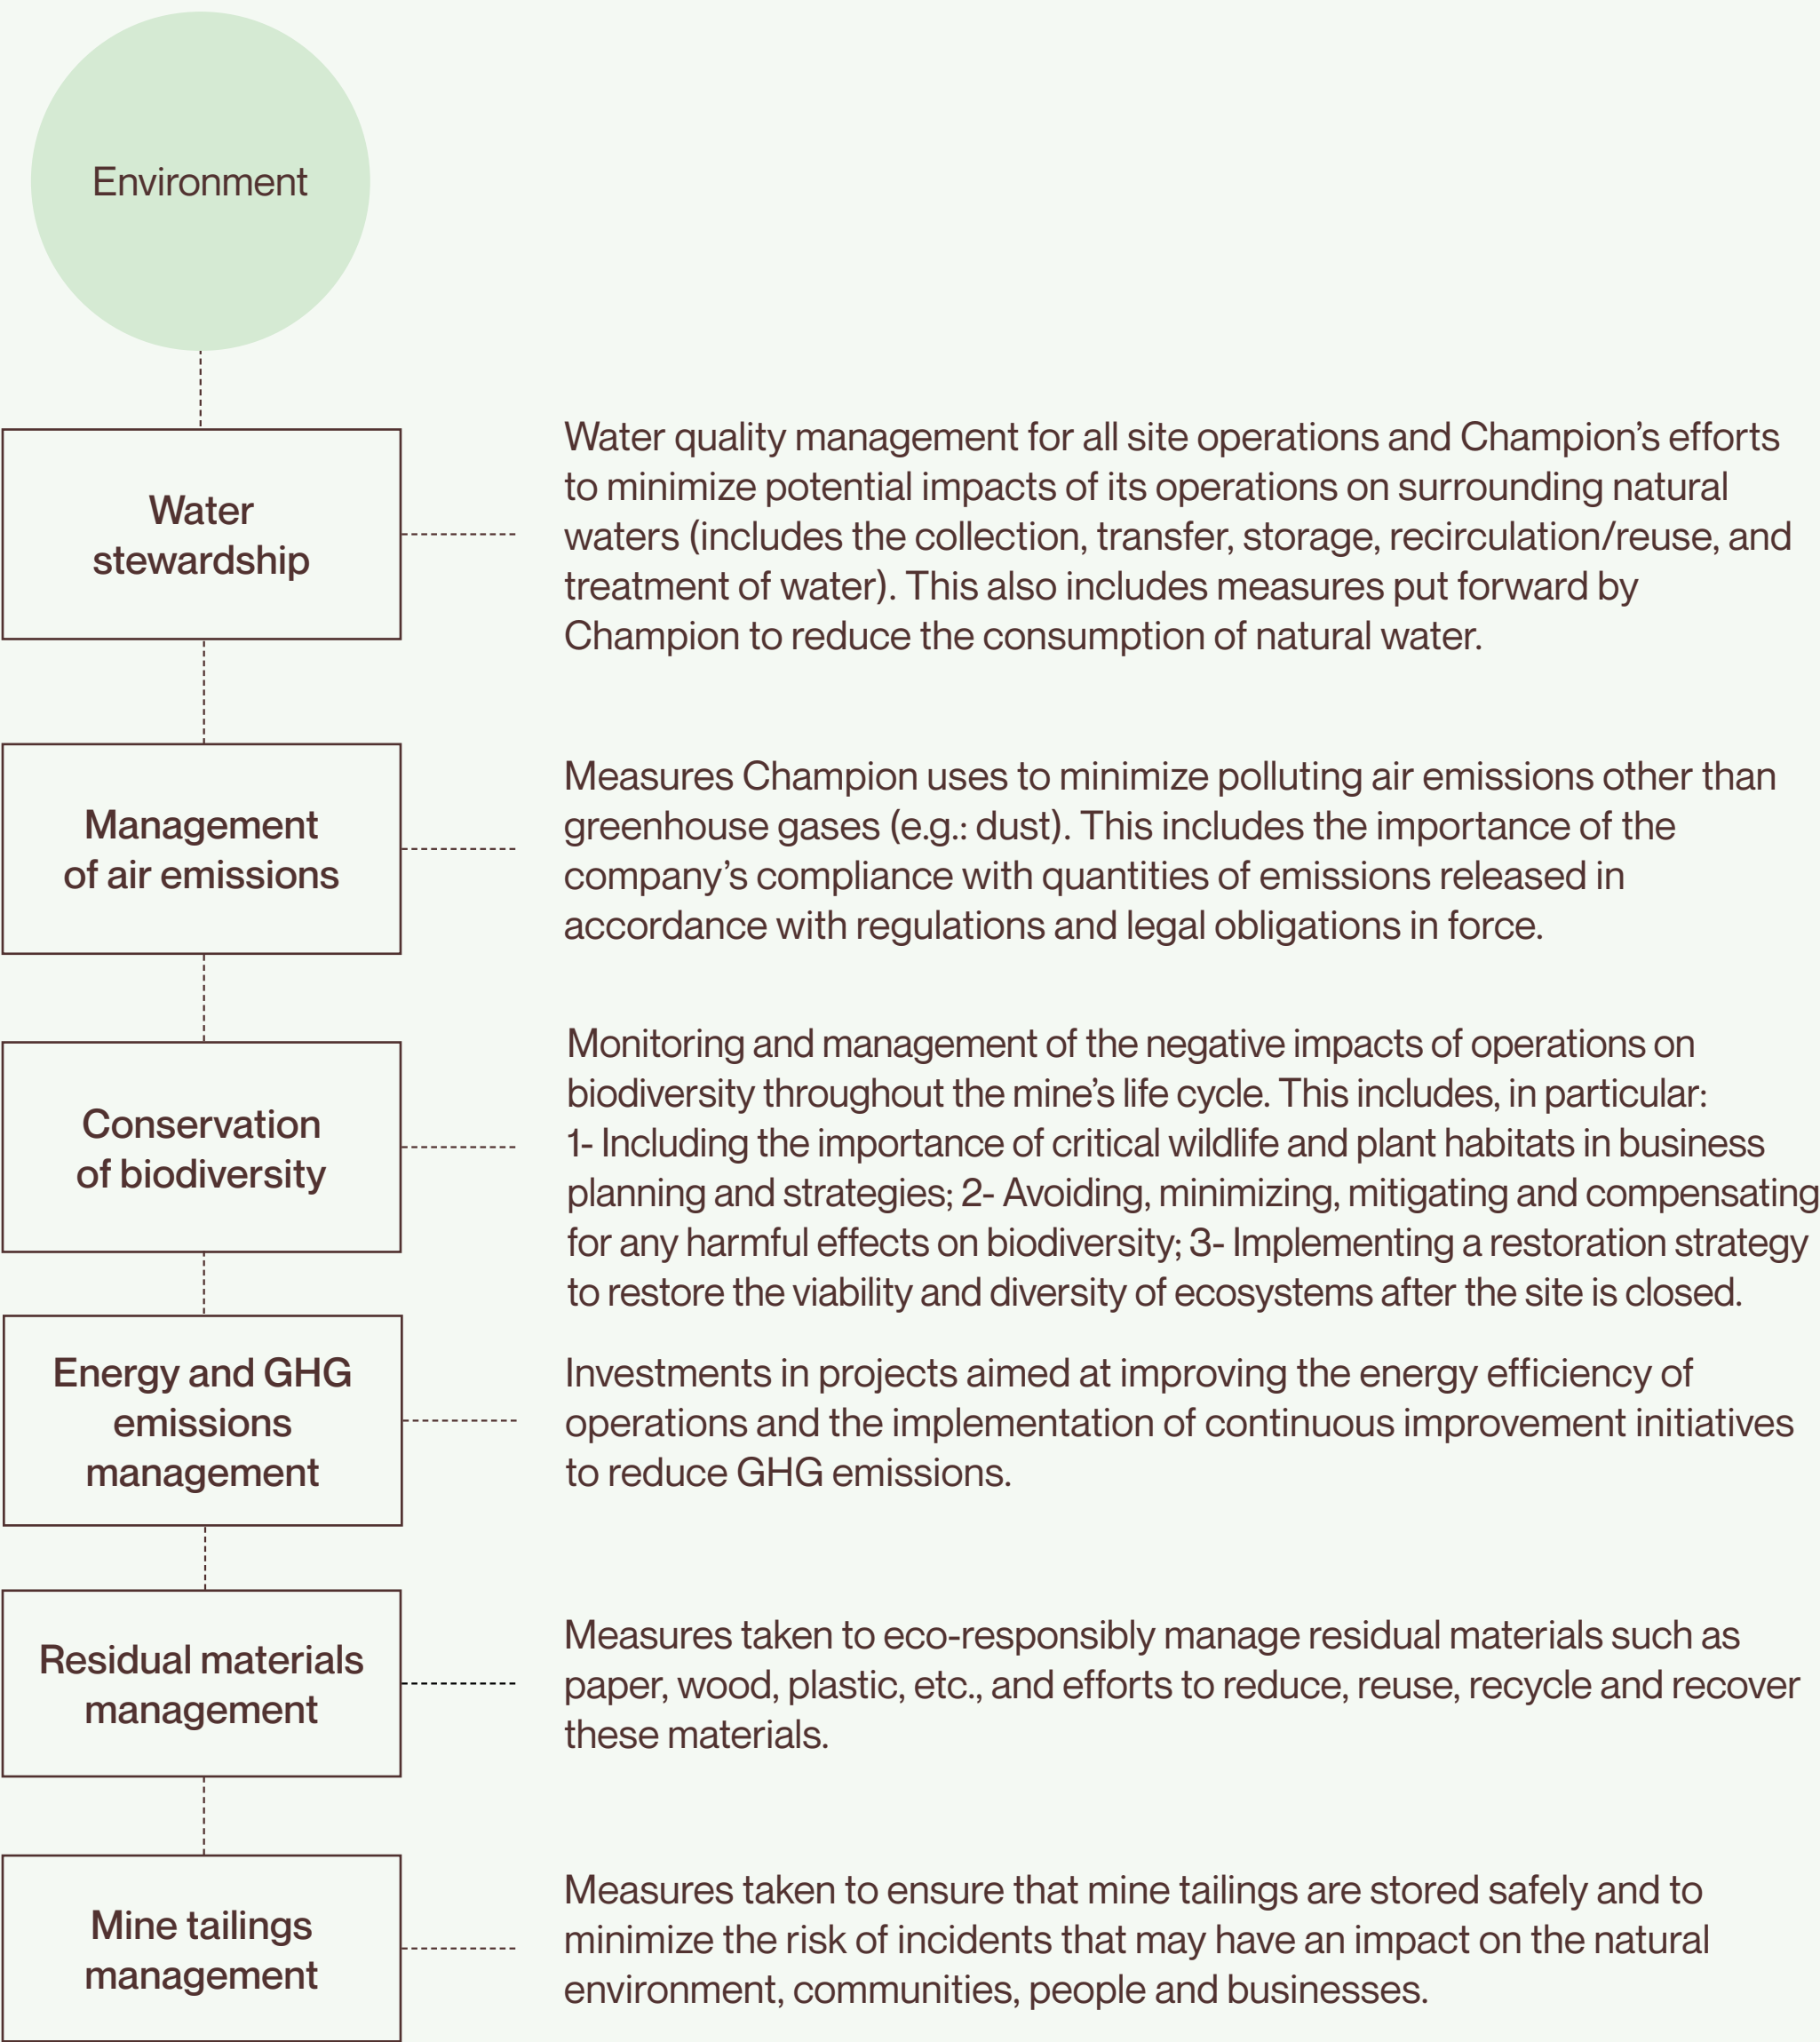 Environment
Water
stewardship
Water quality management for all site operations and Champion’s efforts
to minimize potential impacts of its operations on surrounding natural
waters (includes the collection, transfer, storage, recirculation/reuse, and
treatment of water). This also includes measures put forward by
Champion to reduce the consumption of natural water.
Management
of air emissions
Measures Champion uses to minimize polluting air emissions other than
greenhouse gases (e.g.: dust). This includes the importance of the
company’s compliance with quantities of emissions released in
accordance with regulations and legal obligations in force.
Conservation
of biodiversity
Monitoring and management of the negative impacts of operations on
biodiversity throughout the mine’s life cycle. This includes, in particular:
1- Including the importance of critical wildlife and plant habitats in business
planning and strategies; 2- Avoiding, minimizing, mitigating and compensating
for any harmful effects on biodiversity; 3- Implementing a restoration strategy
to restore the viability and diversity of ecosystems after the site is closed.
Energy and GHG
emissions
management
Investments in projects aimed at improving the energy efficiency of
operations and the implementation of continuous improvement initiatives
to reduce GHG emissions.
Residual materials
management
Measures taken to eco-responsibly manage residual materials such as
paper, wood, plastic, etc., and efforts to reduce, reuse, recycle and recover
these materials.
Mine tailings
management
Measures taken to ensure that mine tailings are stored safely and to
minimize the risk of incidents that may have an impact on the natural
environment, communities, people and businesses.